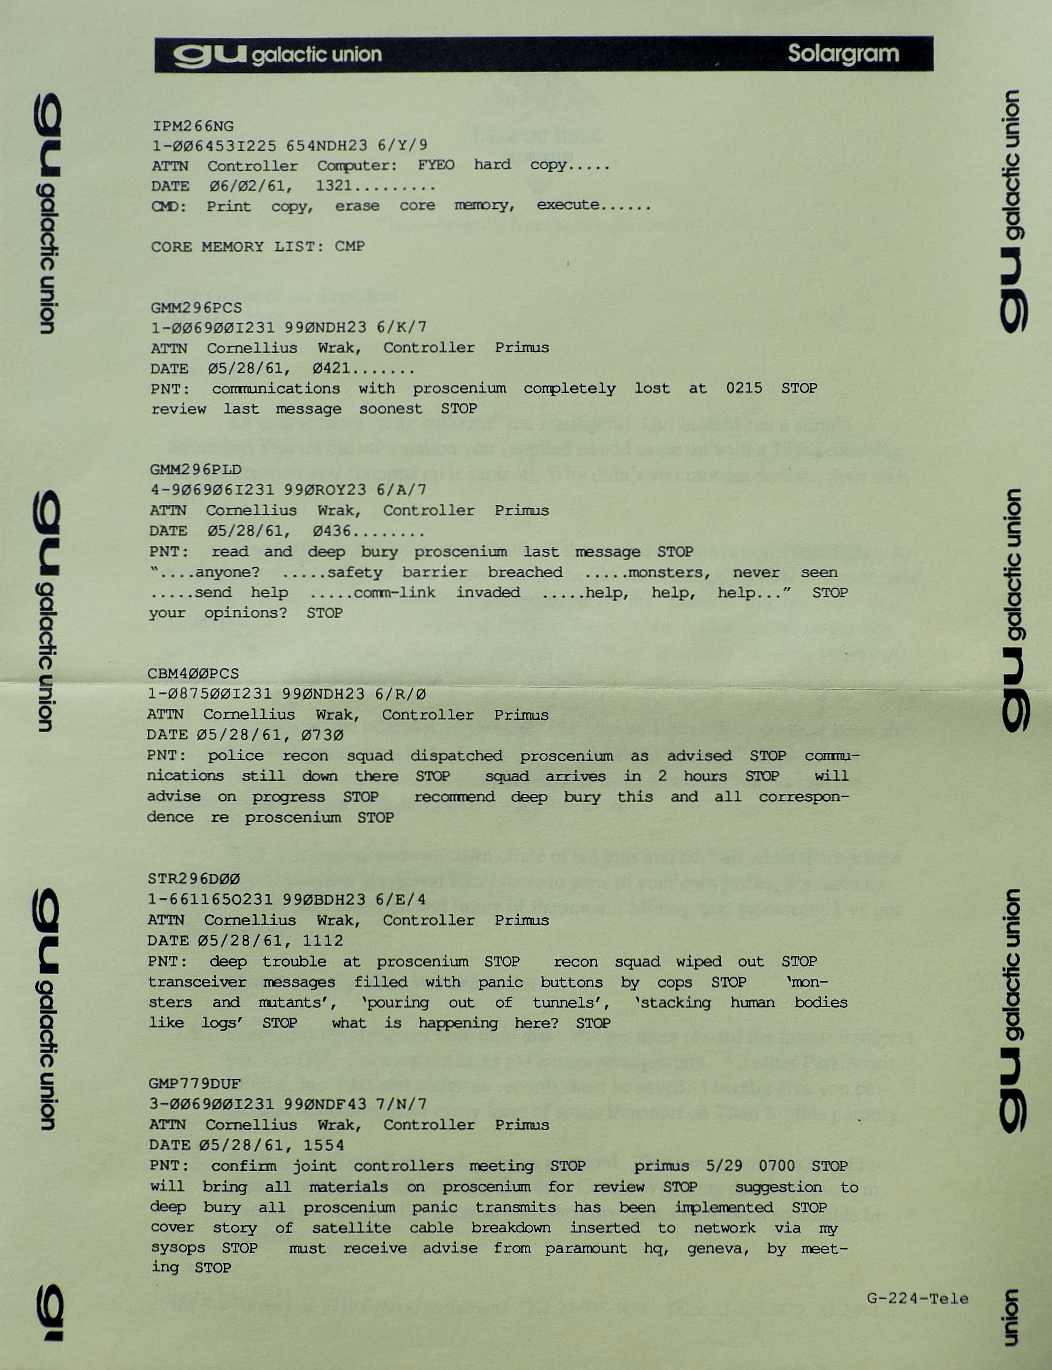 gu galactic union Solargram
IPM266NG
1-ØØ6453I225 654NDH23 6/Y/9
ATTN Controller Computer: FYEO hard copy.....
DATE Ø6/Ø2/61, 1321.........
CMD: Print copy, erase core memory, execute......
CORE MEMORY LIST: CMP
GMM296PCS
1-ØØ69ØØI231 99ØNDH23 6/K/7
ATTN Cornellius Wrak, Controller Primus
DATE Ø5/28/61, Ø421.......
PNT: communications with proscenium completely lost at 0215 STOP
review last message soonest STOP
GMM296PLD
4-9Ø69Ø6I231 99ØROY23 6/A/7
ATTN Cornellius Wrak, Controller Primus
DATE Ø5/28/61, Ø436........
PNT: read and deep bury proscenium last message STOP
"....anyone? .....safety barrier breached .....monsters, never seen
.....send help .....comm-link invaded .....help, help, help..." STOP
your opinions? STOP
CBM4ØØPCS
1-Ø875ØØI231 99ØNDH23 6/R/Ø
ATTN Cornellius Wrak, Controller Primus
DATE Ø5/28/61, Ø73Ø
PNT: police recon squad dispatched proscenium as advised STOP commu-
nications still down there STOP squad arrives in 2 hours STOP will
advise on progress STOP recommend deep bury this and all correspon-
dence re proscenium STOP
STR296DØØ
1-661165O231 99ØBDH23 6/E/4
ATTN Cornellius Wrak, Controller Primus
DATE Ø5/28/61, 1112
PNT: deep trouble at proscenium STOP recon squad wiped out STOP
transceiver messages filled with panic buttons by cops STOP 'mon-
sters and mutants', 'pouring out of tunnels', 'stacking human bodies
like logs' STOP what is happening here? STOP
GMP779DUF
3-ØØ69ØØI231 99ØNDF43 7/N/7
ATTN Cornellius Wrak, Controller Primus
DATE Ø5/28/61, 1554
PNT: confirm joint controllers meeting STOP primus 5/29 0700 STOP
will bring all materials on proscenium for review STOP suggestion to
deep bury all proscenium panic transmits has been implemented STOP
cover story of satellite cable breakdown inserted to network via my
sysops STOP must receive advise from paramount hq, geneva, by meet-
ing STOP
G-224-Tele
gu galactic union
gu galactic union
gu galactic union
gu
gu galactic union
gu galactic union
gu galactic union
union